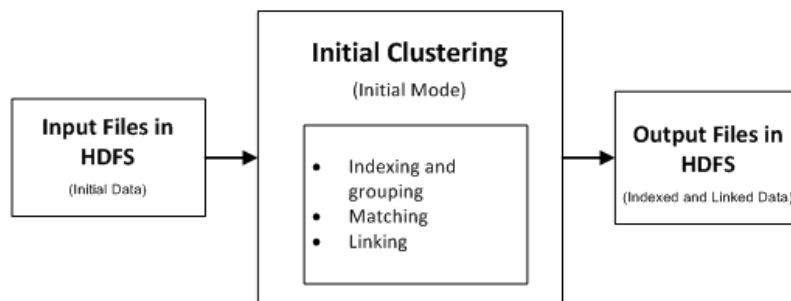 Input Files in
HDFS
(Initial Data)
Initial Clustering
(Initial Mode)
• Indexing and
grouping
• Matching
• Linking
Output Files in
HDFS
(Indexed and Linked Data)